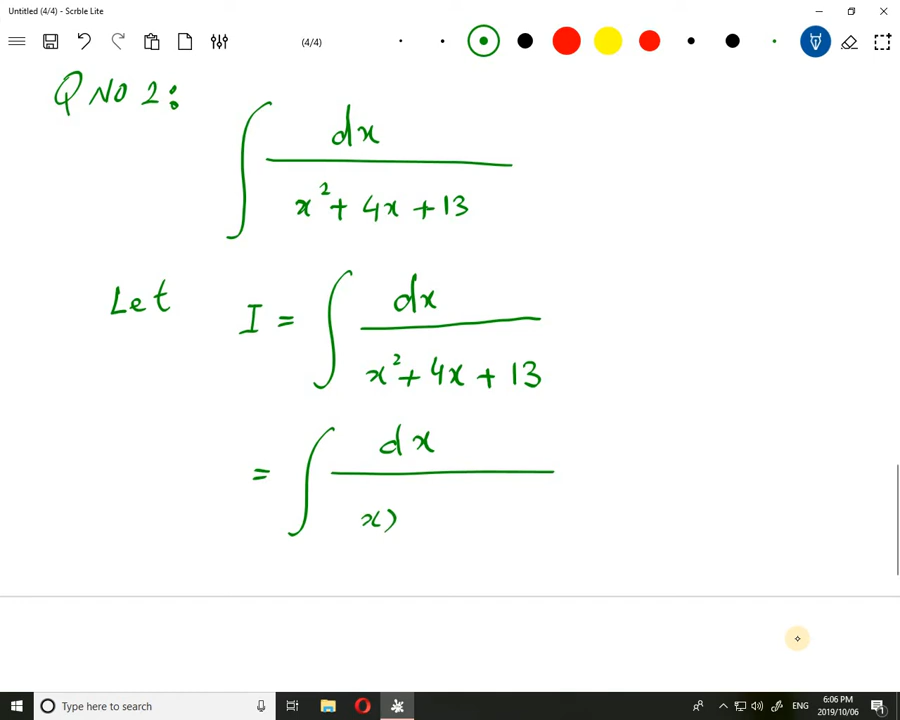 Untitled (4/4) - Scrble Lite
(4/4)
Q NO 2:
∫ dx / x² + 4x + 13
Let I = ∫ dx / x² + 4x + 13
= ∫ dx / x)
Type here to search
ENG
6:06 PM
2019/10/06
1